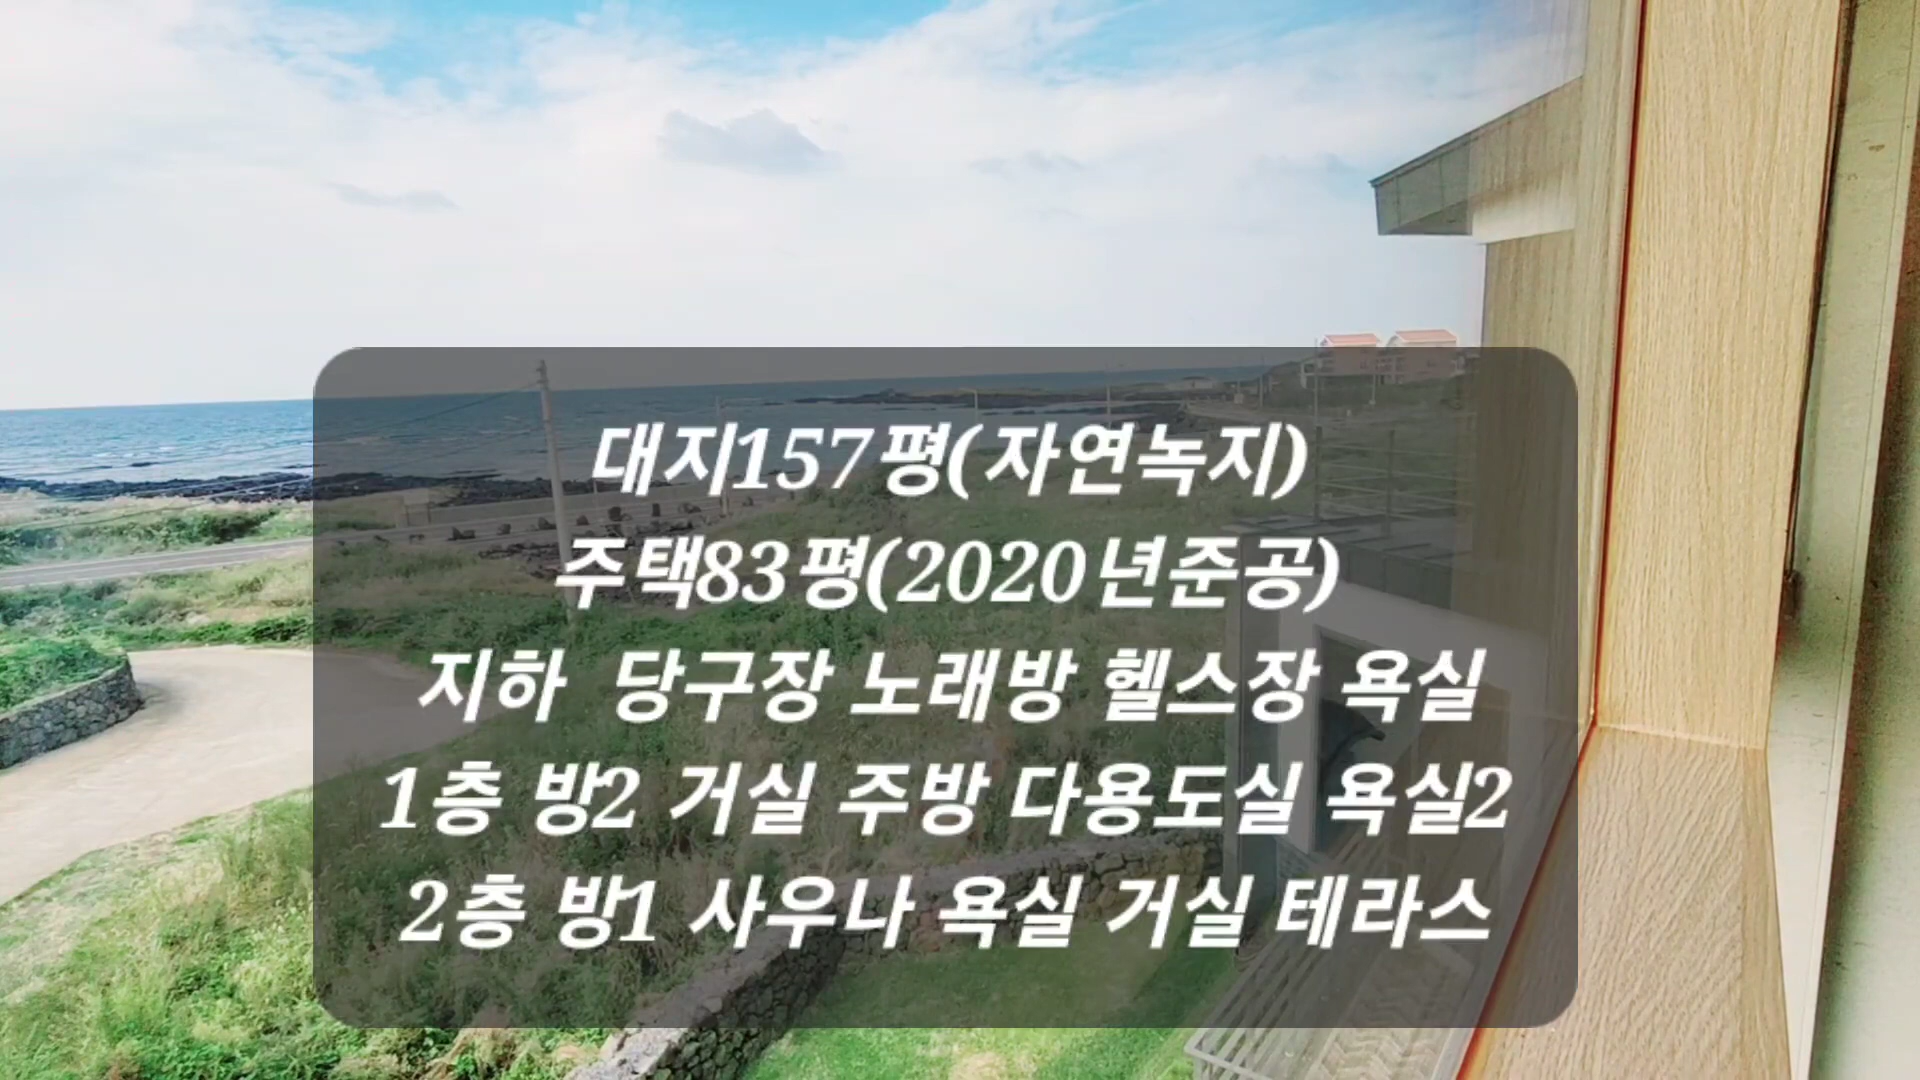 대지157평(자연녹지)
주택83평(2020년준공)
지하 당구장 노래방 헬스장 욕실
1층 방2 거실 주방 다용도실 욕실2
2층 방1 사우나 욕실 거실 테라스